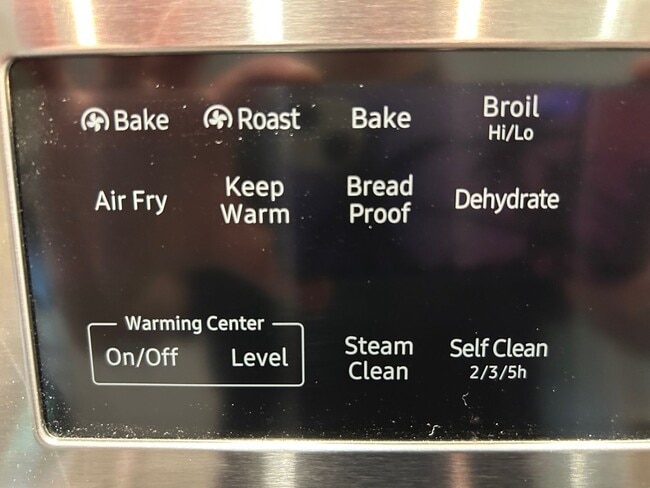 Bake Roast Bake Broil
Hi/Lo
Air Fry Keep Warm Bread Proof Dehydrate
Warming Center
On/Off Level Steam Clean Self Clean
2/3/5h